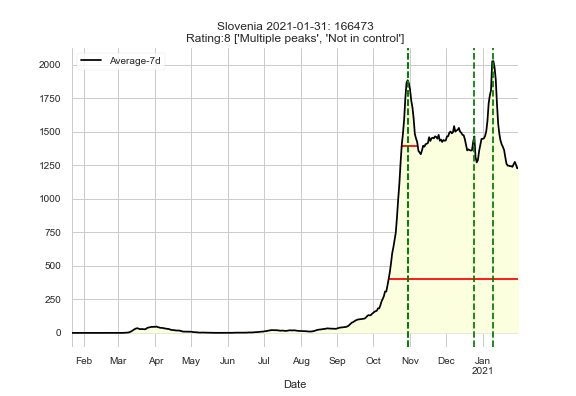 Slovenia 2021-01-31: 166473
Rating:8 ['Multiple peaks', 'Not in control']
Average-7d
2000
1750
1500
1250
1000
750
500
250
0
Feb Mar Apr May Jun Jul Aug Sep Oct Nov Dec Jan
2021
Date